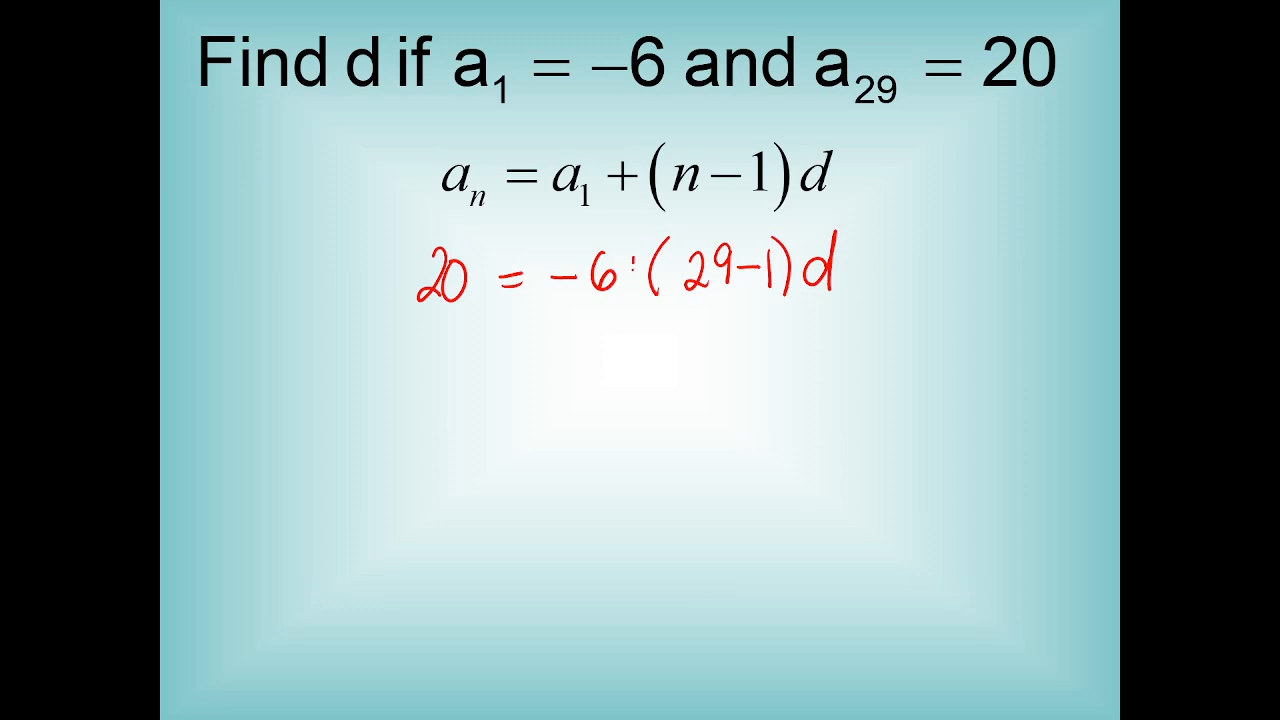 Find d if a₁ = −6 and a₂₉ = 20
aₙ = a₁ + (n − 1) d
20 = −6 : (29 − 1) d